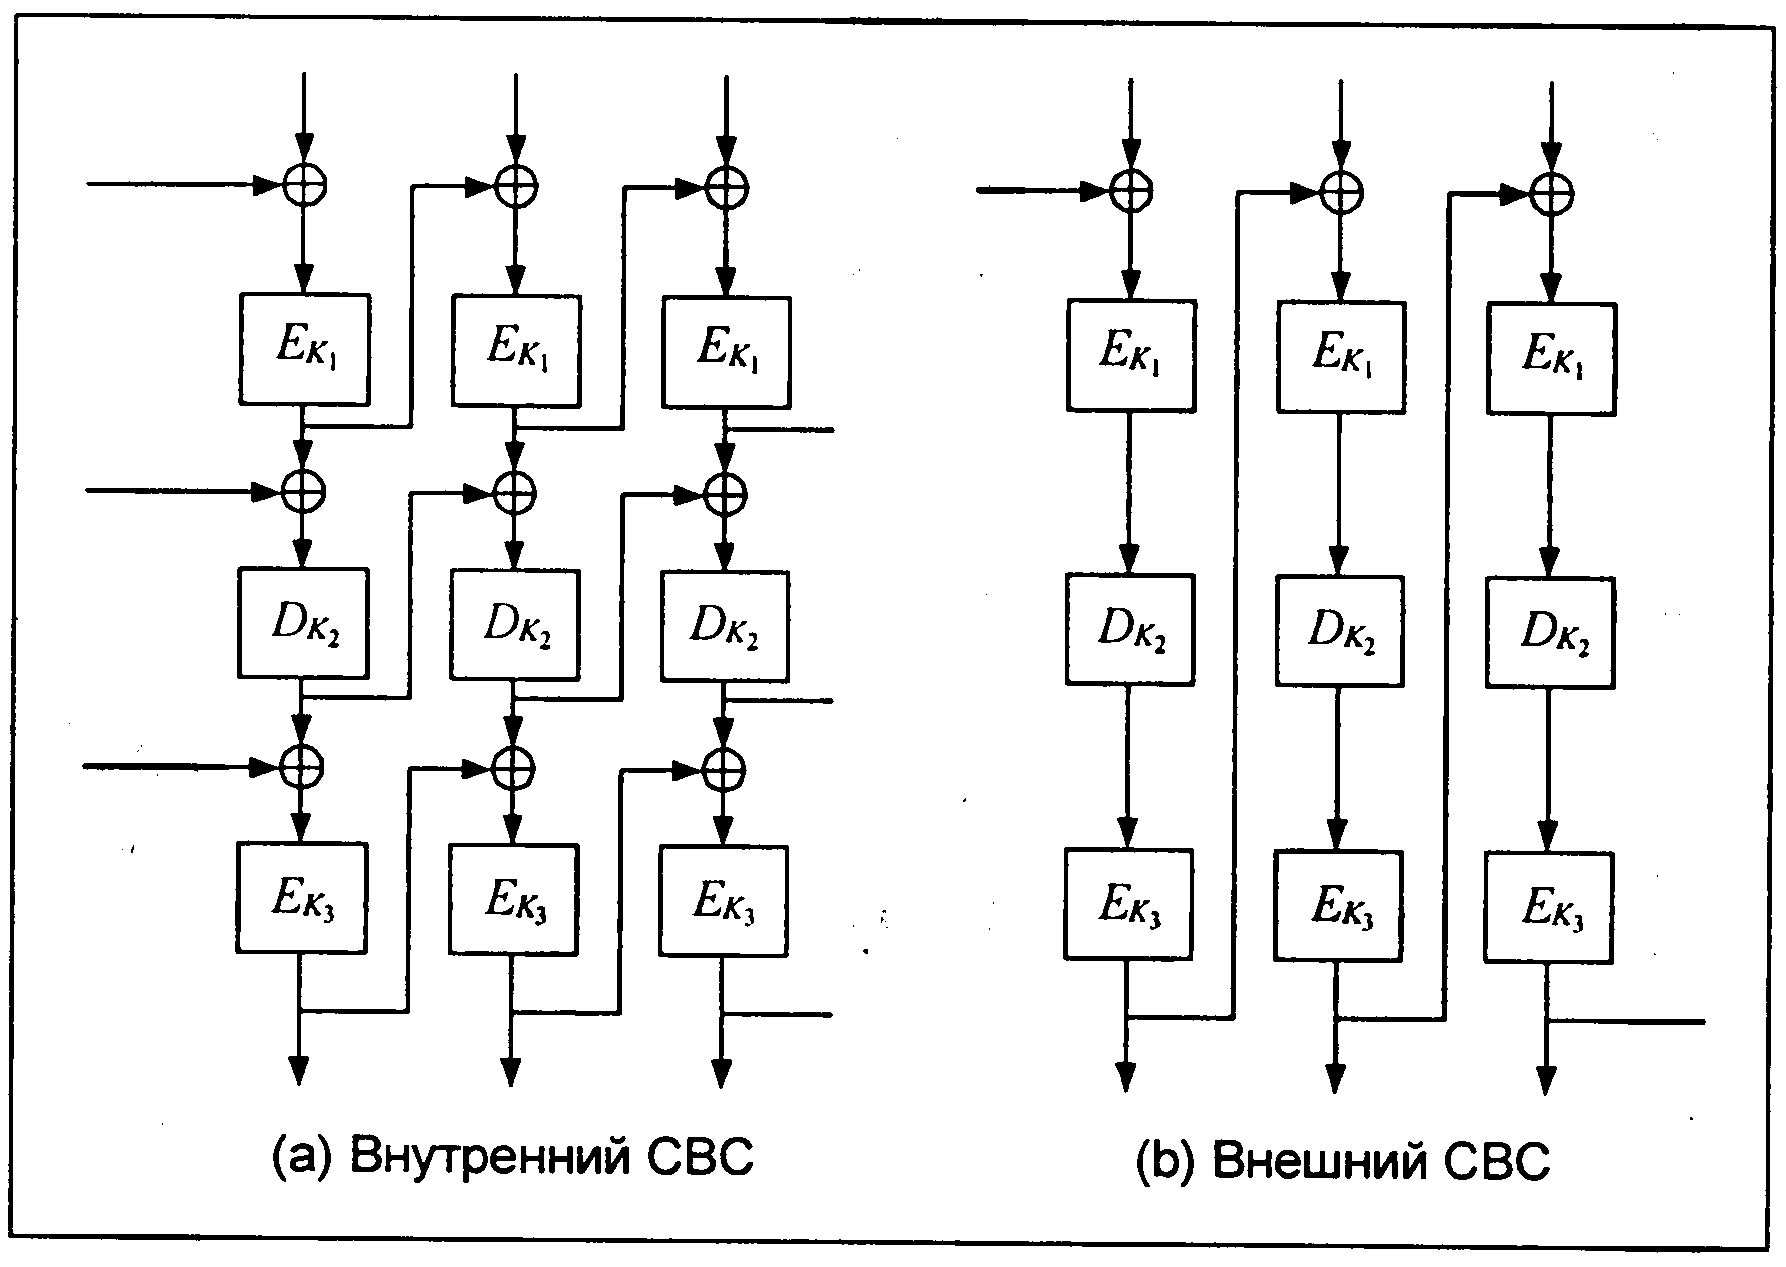 E_{K_1} E_{K_1} E_{K_1} E_{K_1} E_{K_1} E_{K_1}
D_{K_2} D_{K_2} D_{K_2} D_{K_2} D_{K_2} D_{K_2}
E_{K_3} E_{K_3} E_{K_3} E_{K_3} E_{K_3} E_{K_3}
(a) Внутренний CBC
(b) Внешний CBC